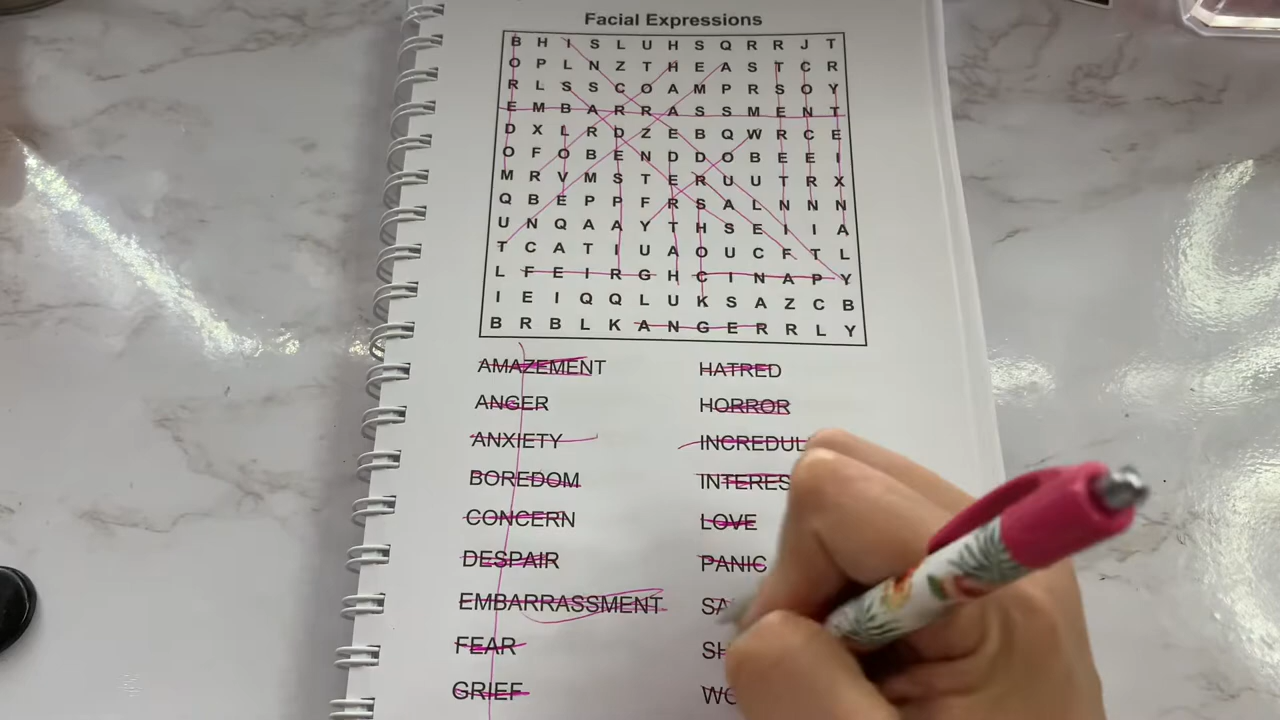 Facial Expressions
B H I S L U H S Q R R J T
O P L N Z T H E A S T C R
R L S S C O A M P R S O Y
E M B A R R A S S M E N T
D X L R D Z E B Q W R C E
O F O B E N D D O B E E I
M R V M S T E R U U T R X
Q B E P P F R S A L N N N
U N Q A A Y T H S E I I A
T C A T I U A O U C F T L
L F E I R G H C I N A P Y
I E I Q Q L U K S A Z C B
B R B L K A N G E R R L Y
AMAZEMENT HATRED
ANGER HORROR
ANXIETY
BOREDOM
CONCERN LOVE
DESPAIR PANIC
EMBARRASSMENT
FEAR
GRIEF